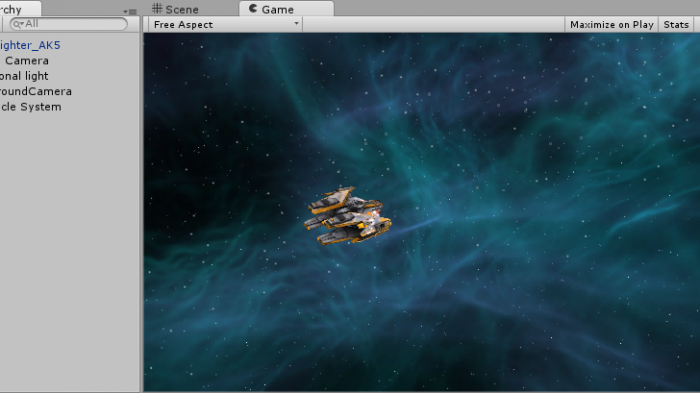 rchy
All
ighter_AK5
Camera
onal light
roundCamera
cle System
Scene
Game
Free Aspect
Maximize on Play
Stats